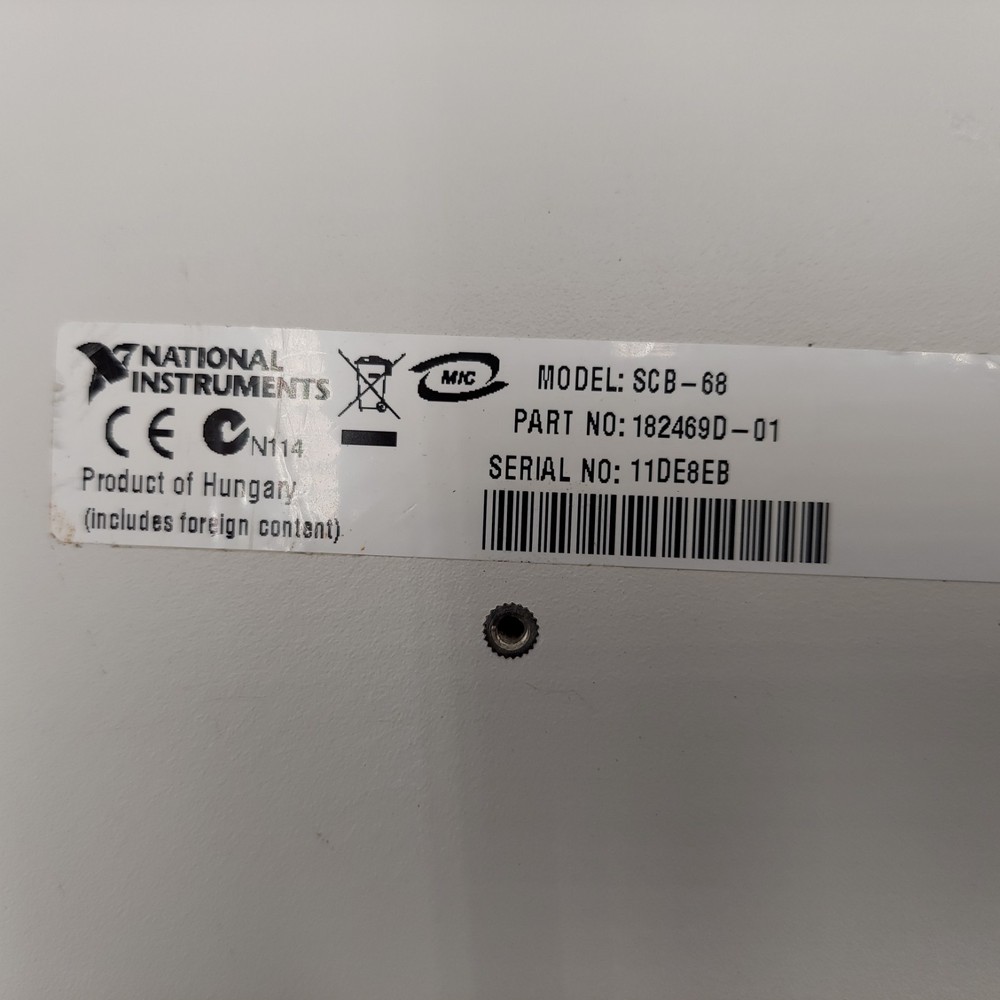 NATIONAL
INSTRUMENTS
CE N114
Product of Hungary
(includes foreign content)
MIC
MODEL: SCB-68
PART NO: 182469D-01
SERIAL NO: 11DE8EB